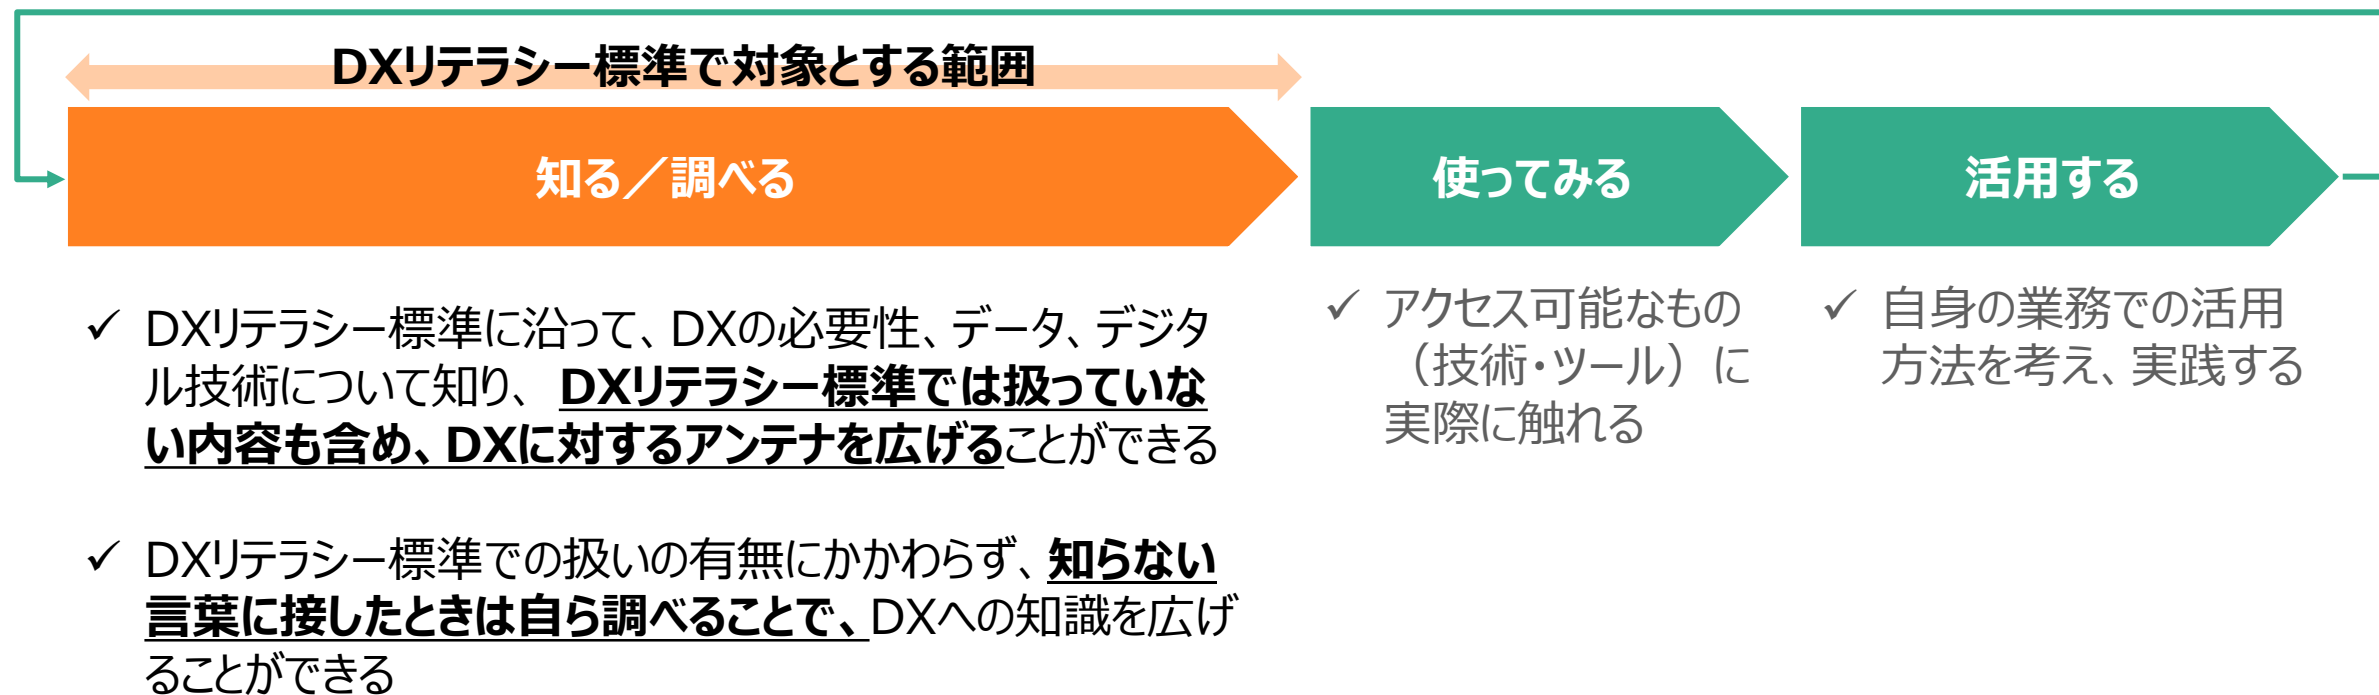 DXリテラシー標準で対象とする範囲
知る／調べる
使ってみる
活用する
✓ DXリテラシー標準に沿って、DXの必要性、データ、デジタ
ル技術について知り、DXリテラシー標準では扱っていな
い内容も含め、DXに対するアンテナを広げることができる
✓ DXリテラシー標準での扱いの有無にかかわらず、知らない
言葉に接したときは自ら調べることで、DXへの知識を広げ
ることができる
✓ アクセス可能なもの
（技術・ツール）に
実際に触れる
✓ 自身の業務での活用
方法を考え、実践する